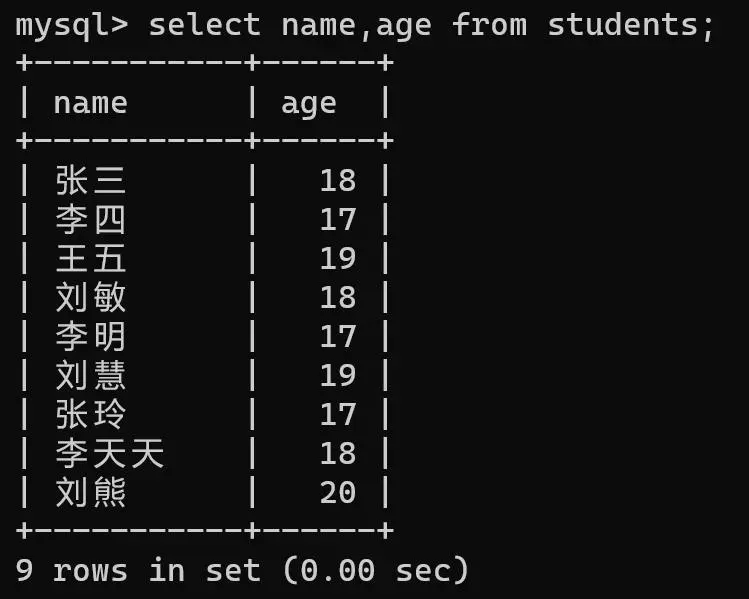 mysql> select name,age from students;
+-----------+------+
| name      | age  |
+-----------+------+
| 张三      |   18 |
| 李四      |   17 |
| 王五      |   19 |
| 刘敏      |   18 |
| 李明      |   17 |
| 刘慧      |   19 |
| 张玲      |   17 |
| 李天天    |   18 |
| 刘熊      |   20 |
+-----------+------+
9 rows in set (0.00 sec)